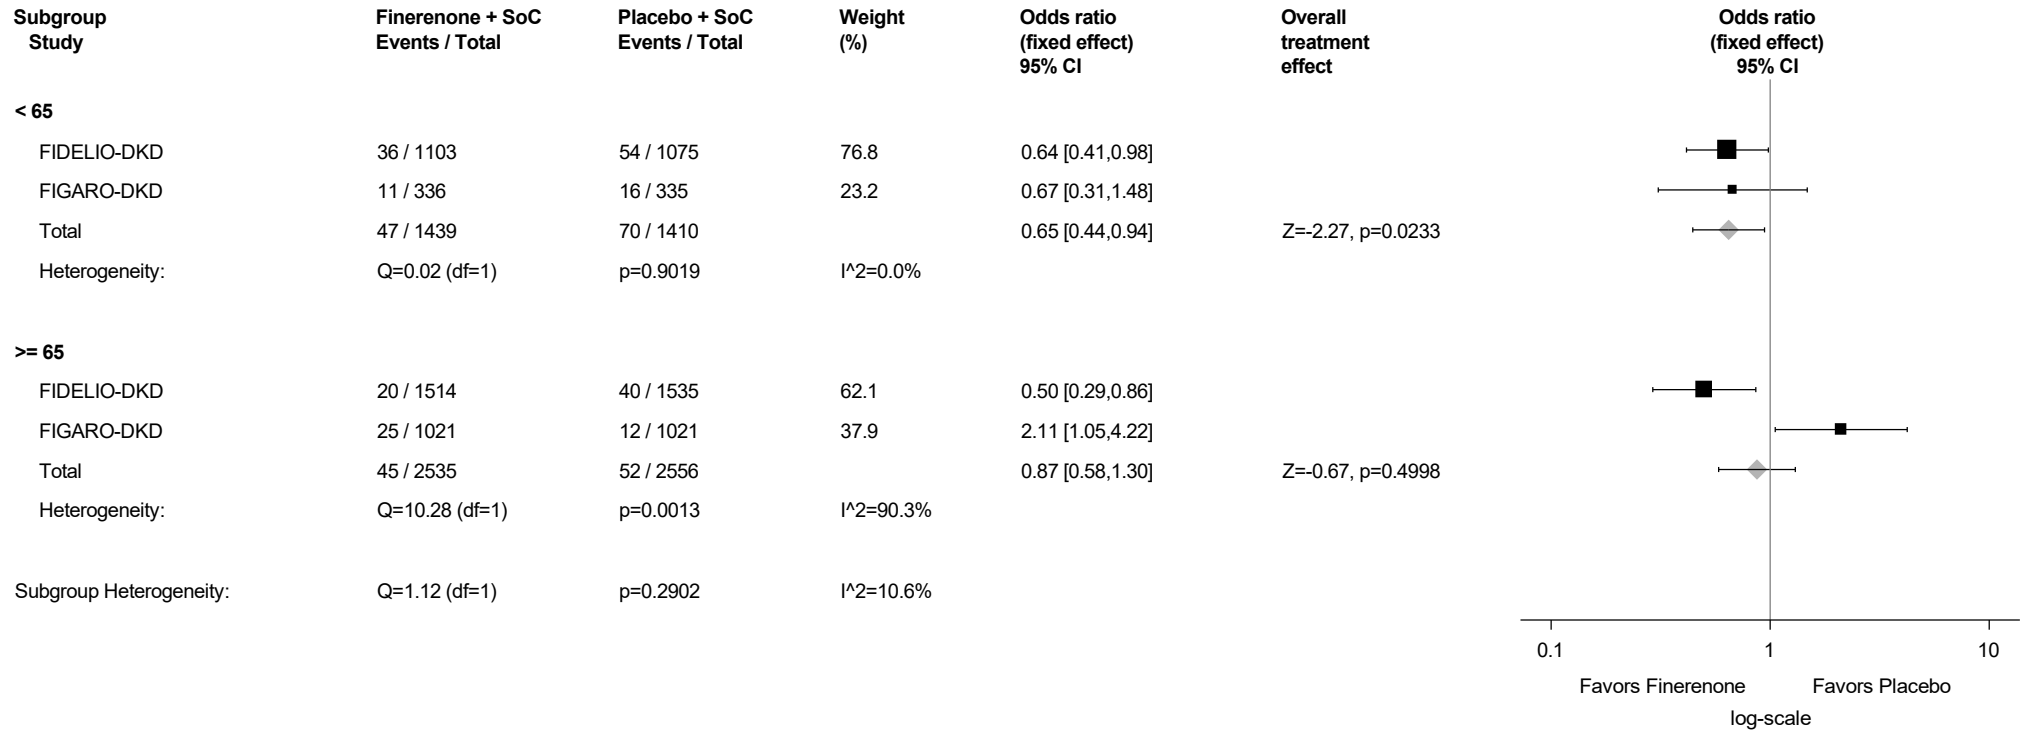 Subgroup Finerenone + SoC Placebo + SoC Weight Odds ratio Overall Odds ratio
Study Events / Total Events / Total (%) (fixed effect) treatment (fixed effect)
95% CI effect 95% CI
< 65
FIDELIO-DKD 36 / 1103 54 / 1075 76.8 0.64 [0.41,0.98]
FIGARO-DKD 11 / 336 16 / 335 23.2 0.67 [0.31,1.48]
Total 47 / 1439 70 / 1410 0.65 [0.44,0.94] Z=-2.27, p=0.0233
Heterogeneity: Q=0.02 (df=1) p=0.9019 I^2=0.0%
>= 65
FIDELIO-DKD 20 / 1514 40 / 1535 62.1 0.50 [0.29,0.86]
FIGARO-DKD 25 / 1021 12 / 1021 37.9 2.11 [1.05,4.22]
Total 45 / 2535 52 / 2556 0.87 [0.58,1.30] Z=-0.67, p=0.4998
Heterogeneity: Q=10.28 (df=1) p=0.0013 I^2=90.3%
Subgroup Heterogeneity: Q=1.12 (df=1) p=0.2902 I^2=10.6%
0.1 1 10
Favors Finerenone Favors Placebo
log-scale